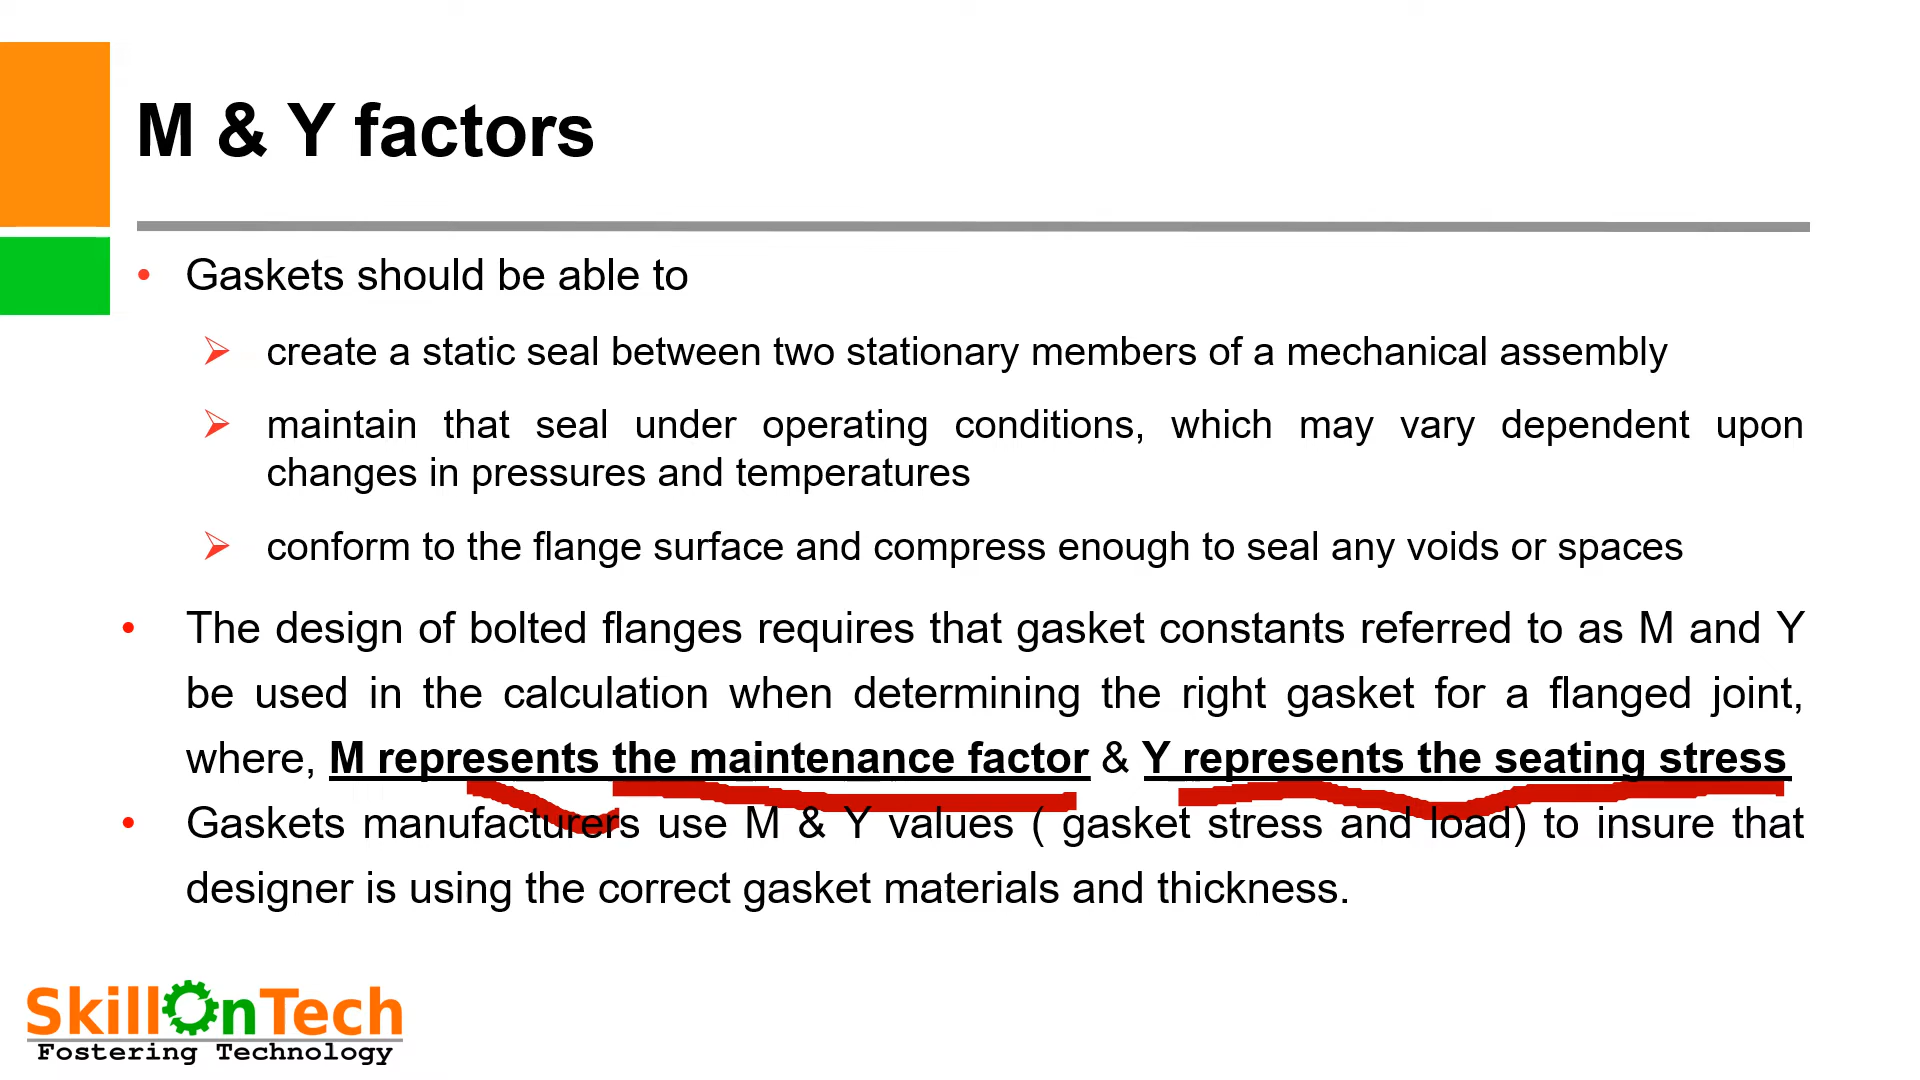 M & Y factors
• Gaskets should be able to
➢ create a static seal between two stationary members of a mechanical assembly
➢ maintain that seal under operating conditions, which may vary dependent upon
changes in pressures and temperatures
➢ conform to the flange surface and compress enough to seal any voids or spaces
• The design of bolted flanges requires that gasket constants referred to as M and Y
be used in the calculation when determining the right gasket for a flanged joint,
where, M represents the maintenance factor & Y represents the seating stress
• Gaskets manufacturers use M & Y values ( gasket stress and load) to insure that
designer is using the correct gasket materials and thickness.
SkillOnTech
Fostering Technology